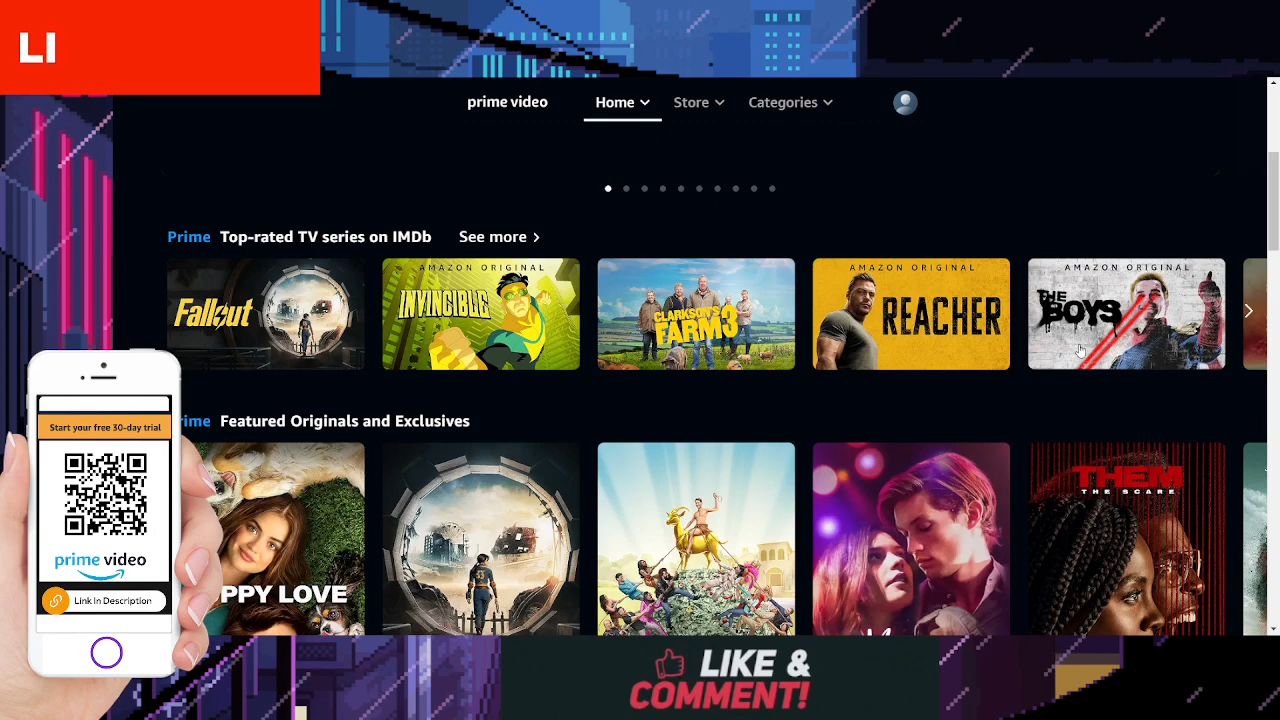 LI
prime video
Home
Store
Categories
Prime Top-rated TV series on IMDb See more
Fallout
AMAZON ORIGINAL
INVINCIBLE
CLARKSON'S
FARM 3
AMAZON ORIGINAL
REACHER
AMAZON ORIGINAL
THE
BOYS
ime Featured Originals and Exclusives
PPY LOVE
THEM
THE SCARE
Start your free 30-day trial
prime video
Link In Description
LIKE &
COMMENT!